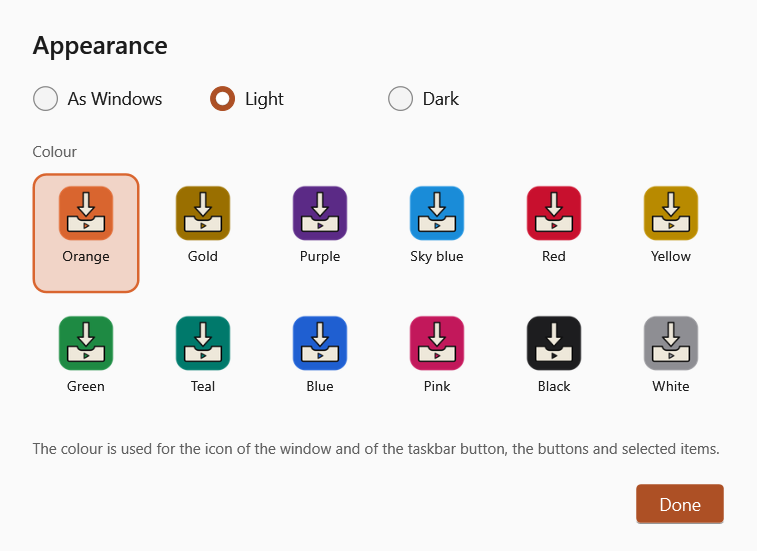 Appearance
As Windows
Light
Dark
Colour
Orange
Gold
Purple
Sky blue
Red
Yellow
Green
Teal
Blue
Pink
Black
White
The colour is used for the icon of the window and of the taskbar button, the buttons and selected items.
Done